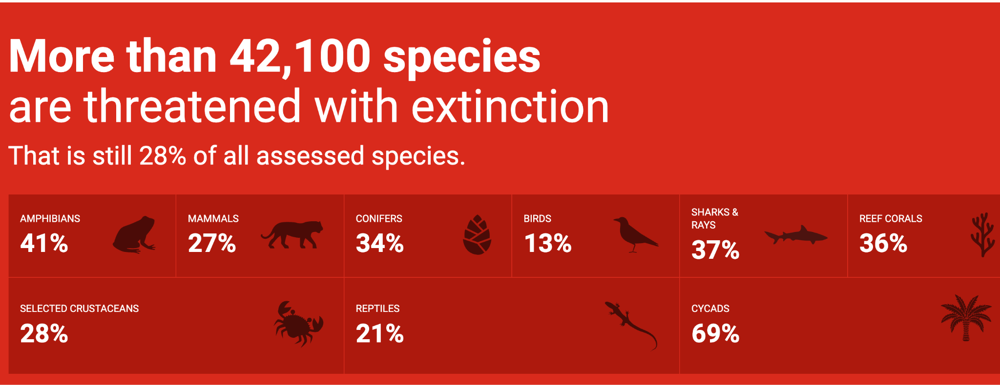 More than 42,100 species
are threatened with extinction
That is still 28% of all assessed species.
AMPHIBIANS
41%
MAMMALS
27%
CONIFERS
34%
BIRDS
13%
SHARKS &
RAYS
37%
REEF CORALS
36%
SELECTED CRUSTACEANS
28%
REPTILES
21%
CYCADS
69%